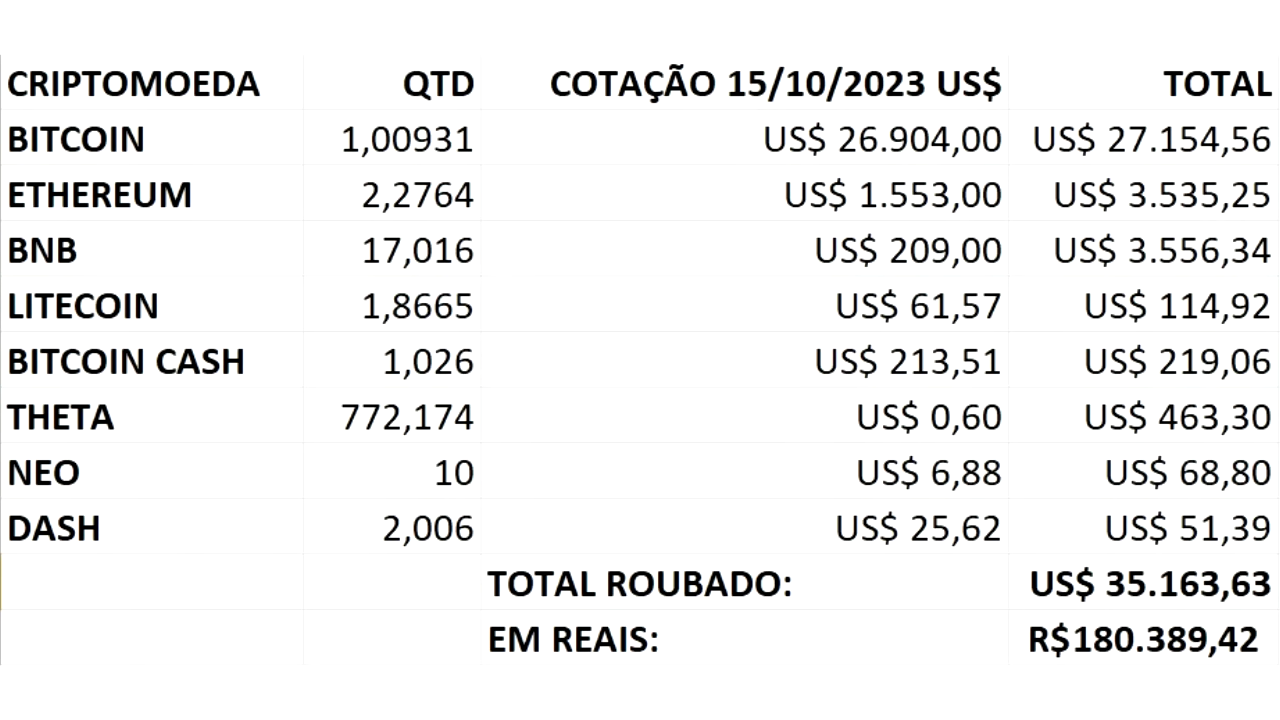 CRIPTOMOEDA QTD COTAÇÃO 15/10/2023 US$ TOTAL
BITCOIN 1,00931 US$ 26.904,00 US$ 27.154,56
ETHEREUM 2,2764 US$ 1.553,00 US$ 3.535,25
BNB 17,016 US$ 209,00 US$ 3.556,34
LITECOIN 1,8665 US$ 61,57 US$ 114,92
BITCOIN CASH 1,026 US$ 213,51 US$ 219,06
THETA 772,174 US$ 0,60 US$ 463,30
NEO 10 US$ 6,88 US$ 68,80
DASH 2,006 US$ 25,62 US$ 51,39
TOTAL ROUBADO: US$ 35.163,63
EM REAIS: R$180.389,42